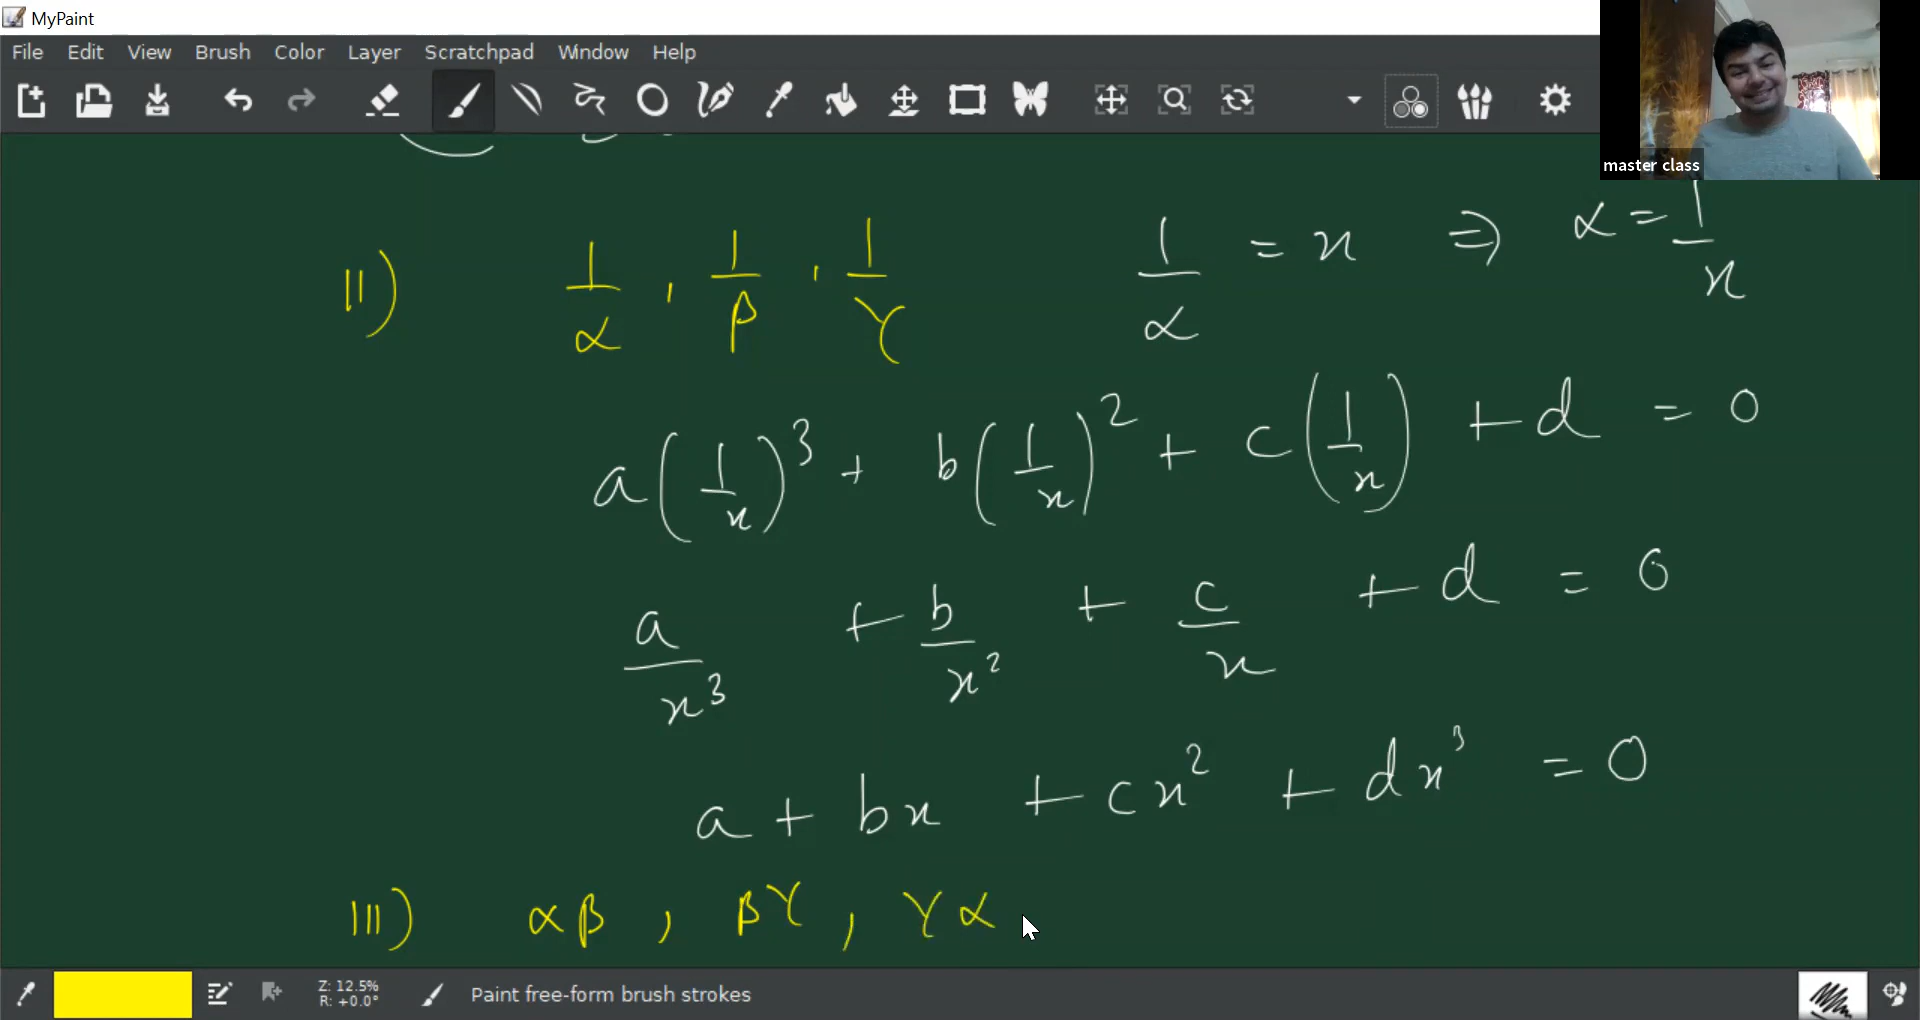 MyPaint
File Edit View Brush Color Layer Scratchpad Window Help
master class
II) 1/α , 1/β , 1/γ    1/α = x ⇒ α = 1/x
a(1/x)³ + b(1/x)² + c(1/x) + d = 0
a/x³ + b/x² + c/x + d = 0
a + bx + cx² + dx³ = 0
III) αβ , βγ , γα
Z: 12.5%
R: +0.0°
Paint free-form brush strokes